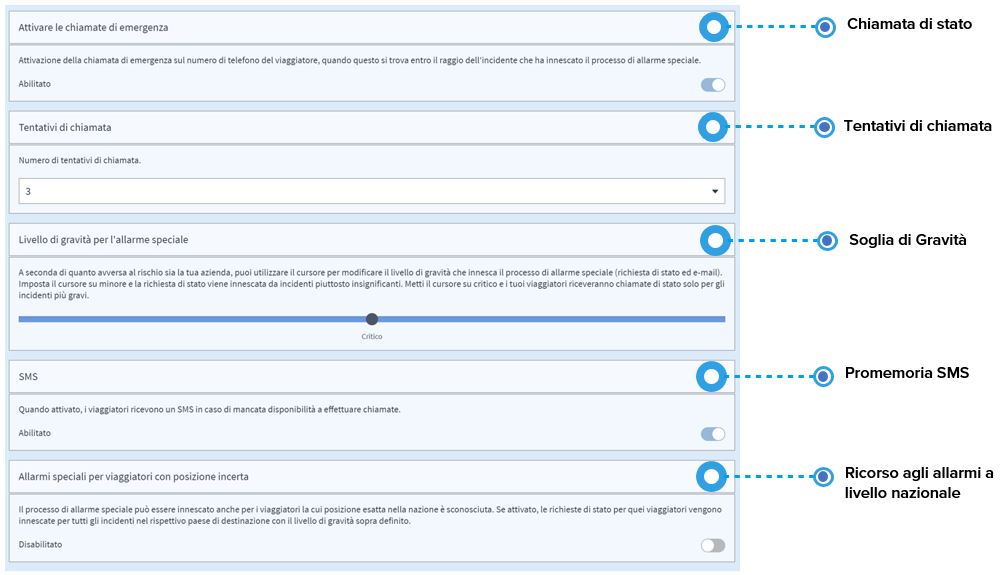 Attivare le chiamate di emergenza
Chiamata di stato
Attivazione della chiamata di emergenza sul numero di telefono del viaggiatore, quando questo si trova entro il raggio dell'incidente che ha innescato il processo di allarme speciale.
Abilitato
Tentativi di chiamata
Tentativi di chiamata
Numero di tentativi di chiamata.
3
Livello di gravità per l'allarme speciale
Soglia di Gravità
A seconda di quanto avversa al rischio sia la tua azienda, puoi utilizzare il cursore per modificare il livello di gravità che innesca il processo di allarme speciale (richiesta di stato ed e-mail).
Imposta il cursore su minore e la richiesta di stato viene innescata da incidenti piuttosto insignificanti. Metti il cursore su critico e i tuoi viaggiatori riceveranno chiamate di stato solo per gli
incidenti più gravi.
Critico
SMS
Promemoria SMS
Quando attivato, i viaggiatori ricevono un SMS in caso di mancata disponibilità a effettuare chiamate.
Abilitato
Allarmi speciali per viaggiatori con posizione incerta
Ricorso agli allarmi a
livello nazionale
Il processo di allarme speciale può essere innescato anche per i viaggiatori la cui posizione esatta nella nazione è sconosciuta. Se attivato, le richieste di stato per quei viaggiatori vengono
innescate per tutti gli incidenti nel rispettivo paese di destinazione con il livello di gravità sopra definito.
Disabilitato